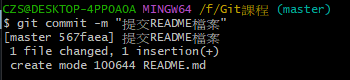 CZS@DESKTOP-4PPOAOA MINGW64 /f/Git課程 (master)
$ git commit -m "提交README檔案"
[master 567faea] 提交README檔案
 1 file changed, 1 insertion(+)
 create mode 100644 README.md